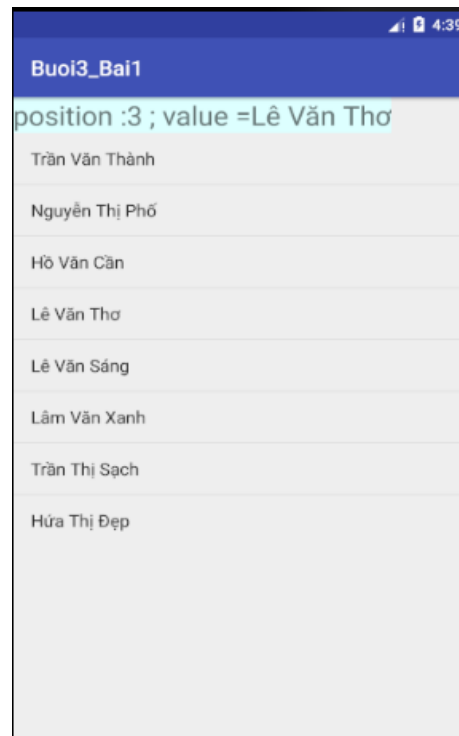 4:39
Buoi3_Bai1
position :3 ; value =Lê Văn Thơ
Trần Văn Thành
Nguyễn Thị Phố
Hồ Văn Cần
Lê Văn Thơ
Lê Văn Sáng
Lâm Văn Xanh
Trần Thị Sạch
Hứa Thị Đẹp